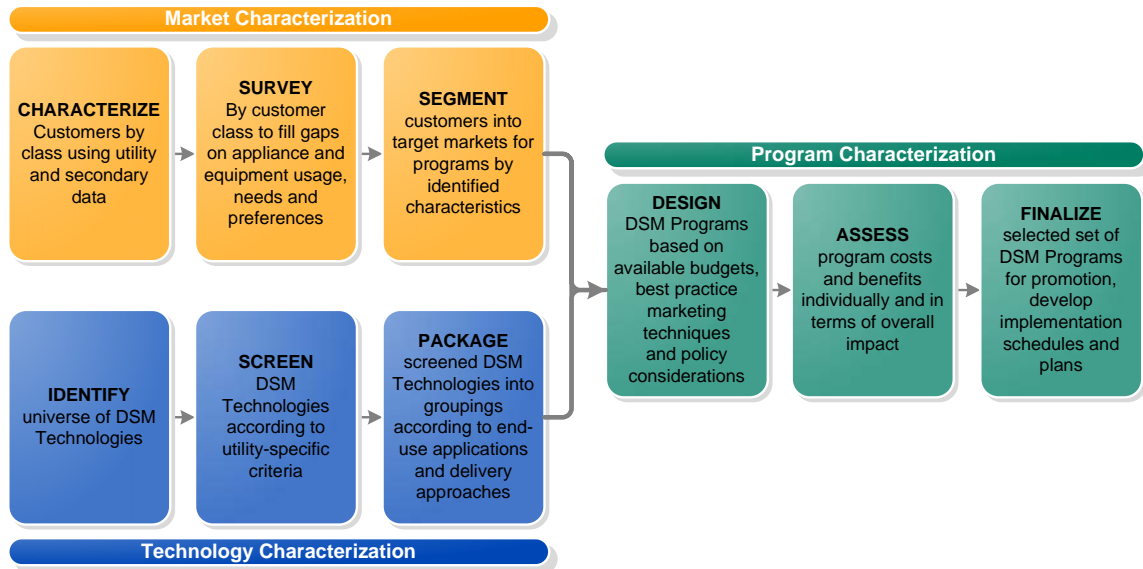 Market Characterization
CHARACTERIZE
Customers by
class using utility
and secondary
data
SURVEY
By customer
class to fill gaps
on appliance and
equipment usage,
needs and
preferences
SEGMENT
customers into
target markets for
programs by
identified
characteristics
Program Characterization
DESIGN
DSM Programs
based on
available budgets,
best practice
marketing
techniques
and policy
considerations
ASSESS
program costs
and benefits
individually and in
terms of overall
impact
FINALIZE
selected set of
DSM Programs
for promotion,
develop
implementation
schedules and
plans
IDENTIFY
universe of DSM
Technologies
SCREEN
DSM
Technologies
according to
utility-specific
criteria
PACKAGE
screened DSM
Technologies into
groupings
according to end-
use applications
and delivery
approaches
Technology Characterization